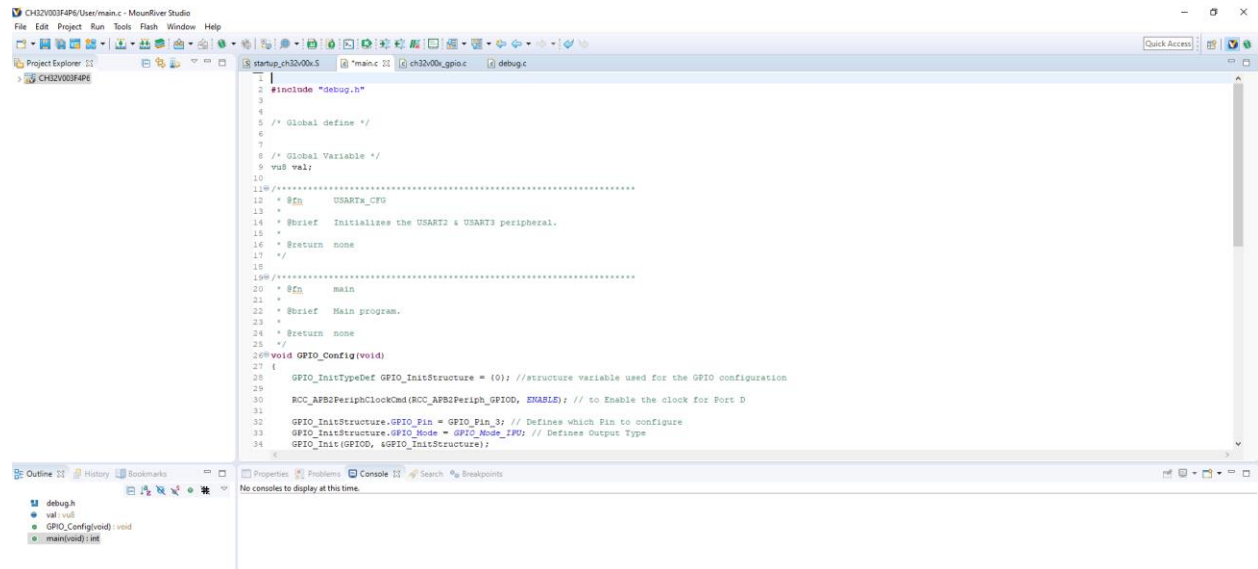 CH32V003F4P6/User/main.c - MounRiver Studio
File Edit Project Run Tools Flash Window Help
Quick Access
Project Explorer
startup_ch32v00x.S *main.c ch32v00x_gpio.c debug.c
CH32V003F4P6
1
2 #include "debug.h"
3
4
5 /* Global define */
6
7
8 /* Global Variable */
9 vu8 val;
10
11 /*********************************************************************
12 * @fn USARTx_CFG
13 *
14 * @brief Initializes the USART2 & USART3 peripheral.
15 *
16 * @return none
17 */
18
19 /*********************************************************************
20 * @fn main
21 *
22 * @brief Main program.
23 *
24 * @return none
25 */
26 void GPIO_Config(void)
27 {
28 GPIO_InitTypeDef GPIO_InitStructure = {0}; //structure variable used for the GPIO configuration
29
30 RCC_APB2PeriphClockCmd(RCC_APB2Periph_GPIOD, ENABLE); // to Enable the clock for Port D
31
32 GPIO_InitStructure.GPIO_Pin = GPIO_Pin_3; // Defines which Pin to configure
33 GPIO_InitStructure.GPIO_Mode = GPIO_Mode_IPU; // Defines Output Type
34 GPIO_Init(GPIOD, &GPIO_InitStructure);
Outline History Bookmarks
Properties Problems Console Search Breakpoints
No consoles to display at this time.
debug.h
val : vu8
GPIO_Config(void) : void
main(void) : int